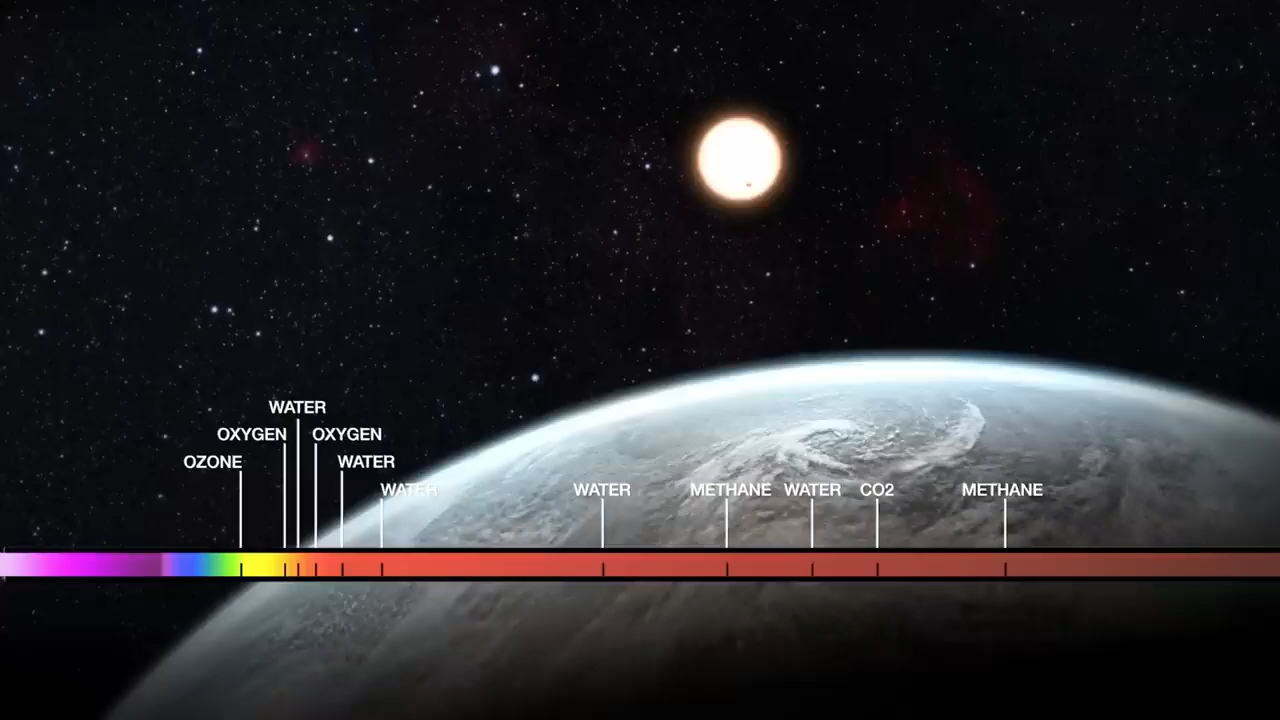 WATER
OXYGEN OXYGEN
OZONE WATER
WATER WATER METHANE WATER CO2 METHANE